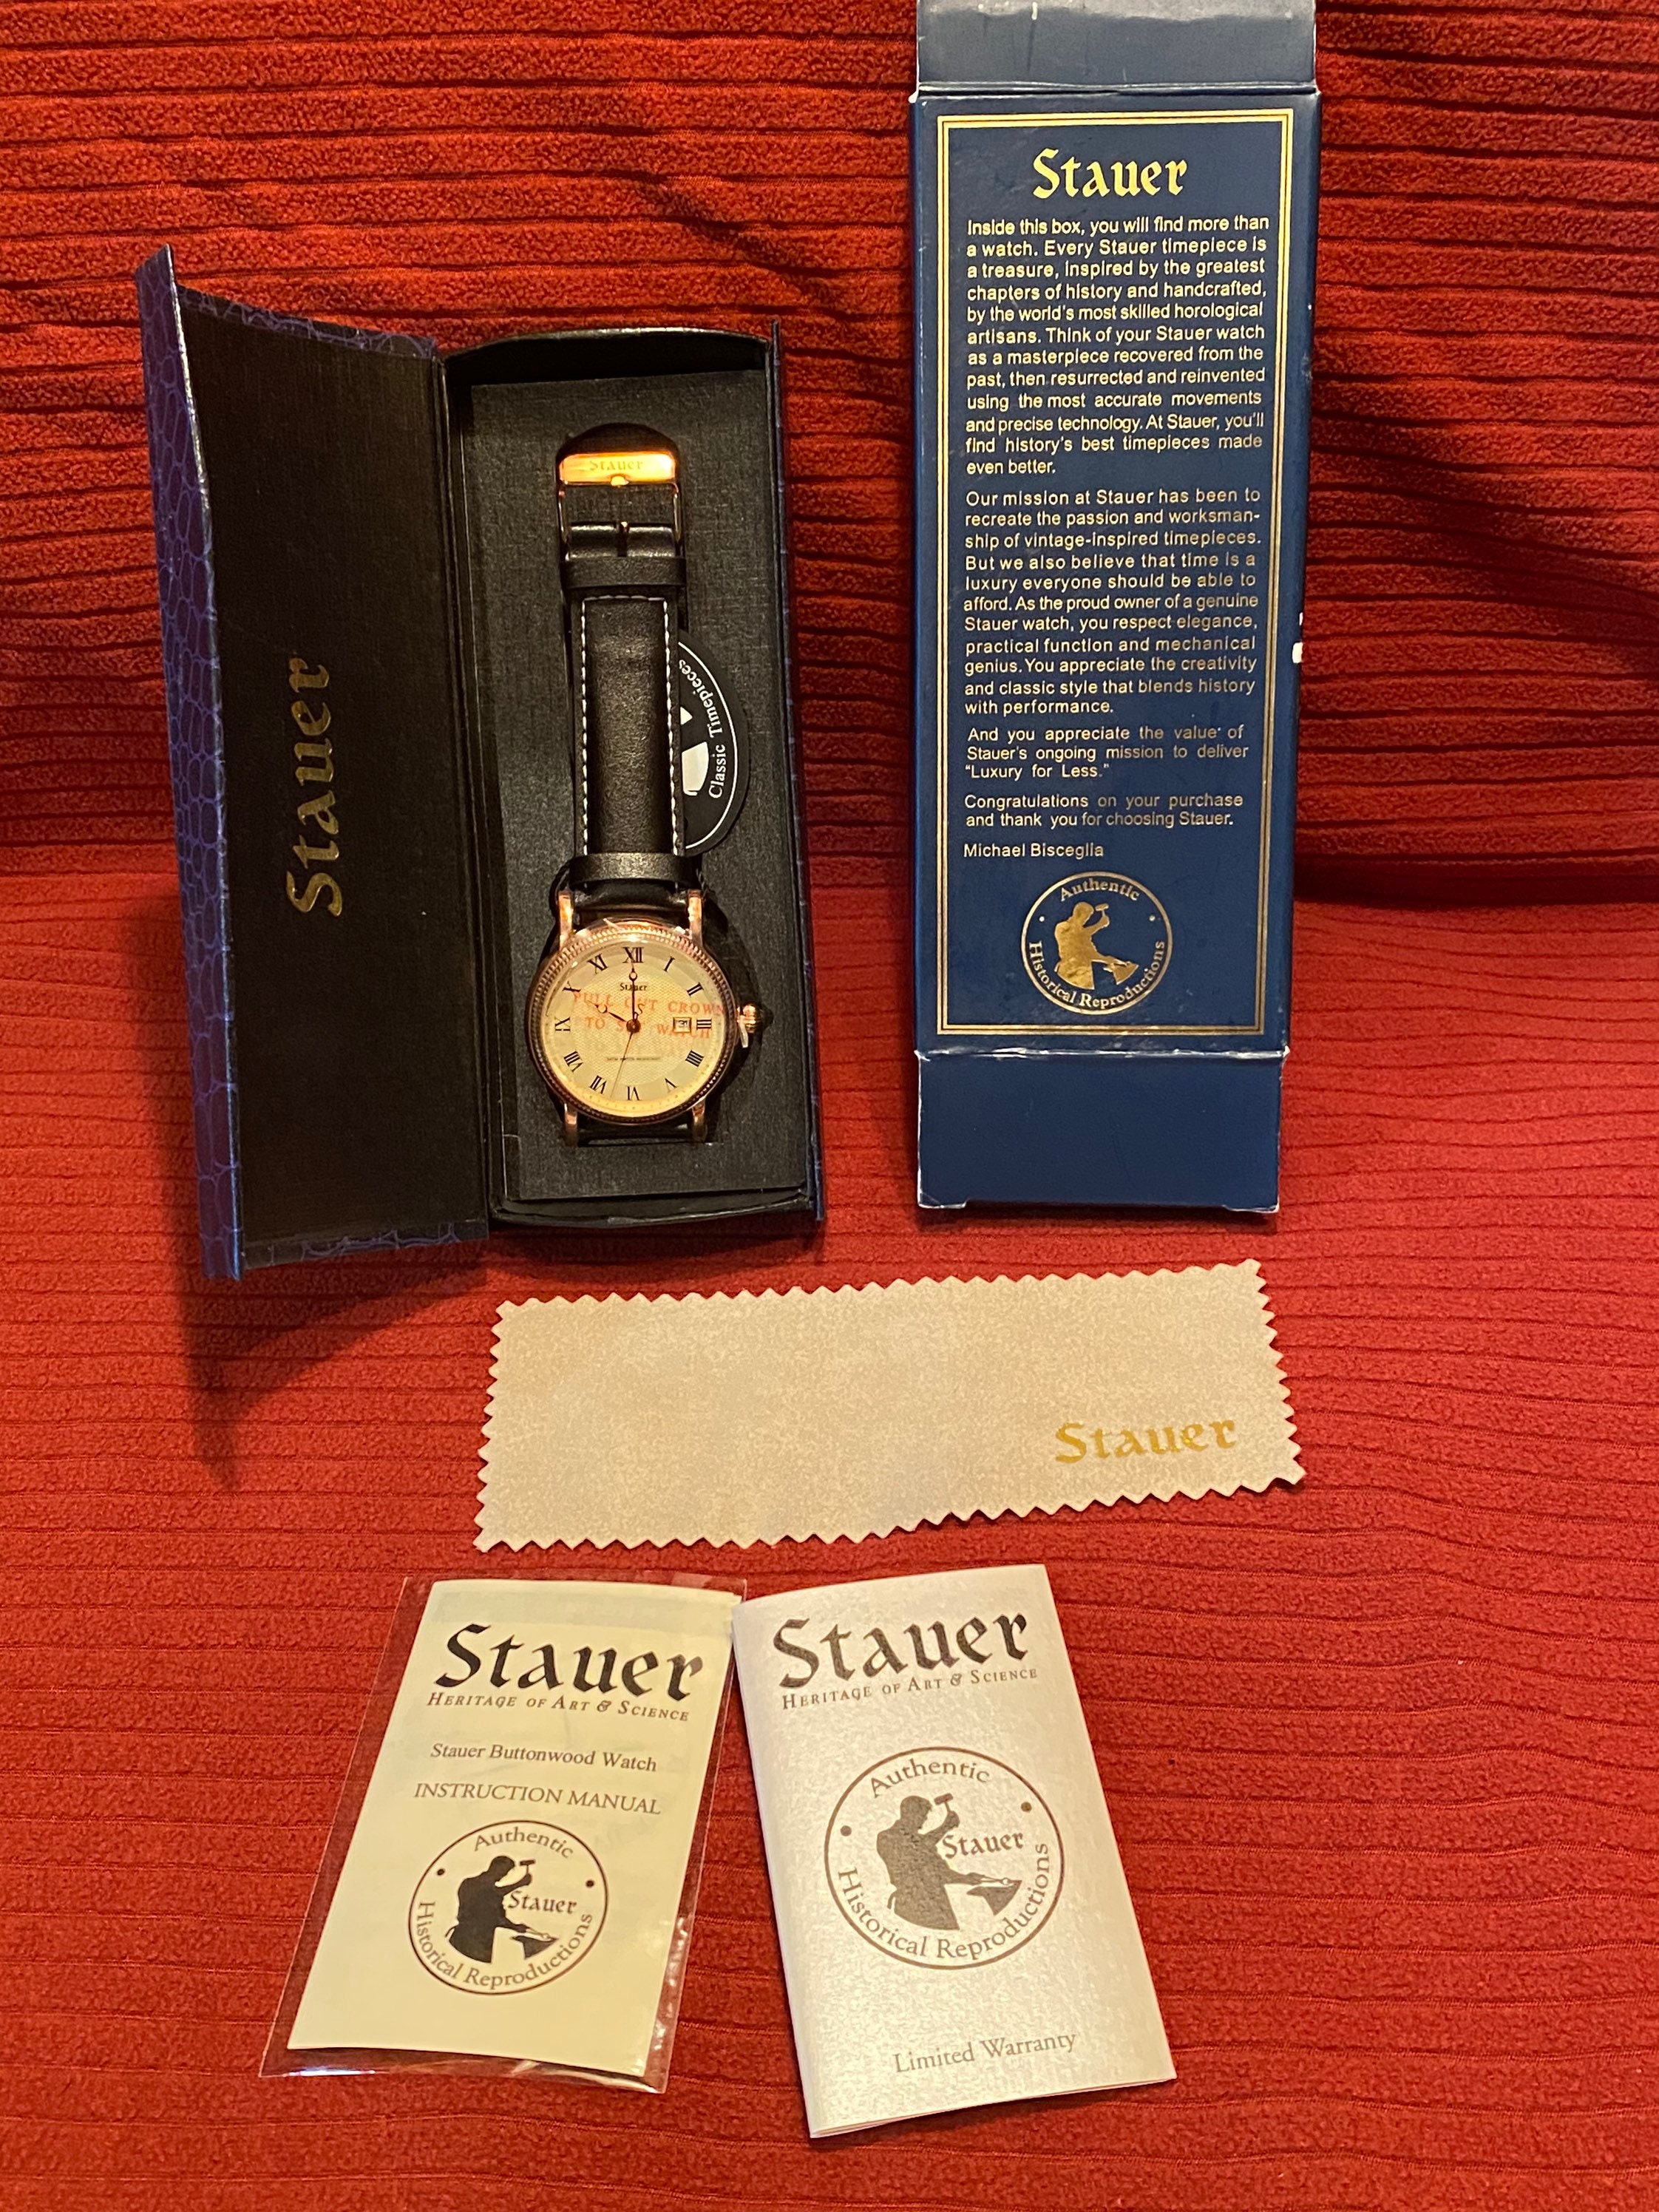 Stauer
Stauer
Classic Timepieces
XII
I
II
III
IIII
V
VI
VII
VIII
IX
X
XI
Stauer
PULL OUT CROWN
TO SET WATCH
Stauer
Inside this box, you will find more than
a watch. Every Stauer timepiece is
a treasure, inspired by the greatest
chapters of history and handcrafted,
by the world's most skilled horological
artisans. Think of your Stauer watch
as a masterpiece recovered from the
past, then resurrected and reinvented
using the most accurate movements
and precise technology. At Stauer, you'll
find history's best timepieces made
even better.
Our mission at Stauer has been to
recreate the passion and worksman-
ship of vintage-inspired timepieces.
But we also believe that time is a
luxury everyone should be able to
afford. As the proud owner of a genuine
Stauer watch, you respect elegance,
practical function and mechanical
genius. You appreciate the creativity
and classic style that blends history
with performance.
And you appreciate the value of
Stauer's ongoing mission to deliver
"Luxury for Less."
Congratulations on your purchase
and thank you for choosing Stauer.
Michael Bisceglia
Authentic
Historical Reproductions
Stauer
Stauer
HERITAGE OF ART & SCIENCE
Stauer Buttonwood Watch
INSTRUCTION MANUAL
Authentic
Stauer
Historical Reproductions
Stauer
HERITAGE OF ART & SCIENCE
Authentic
Stauer
Historical Reproductions
Limited Warranty